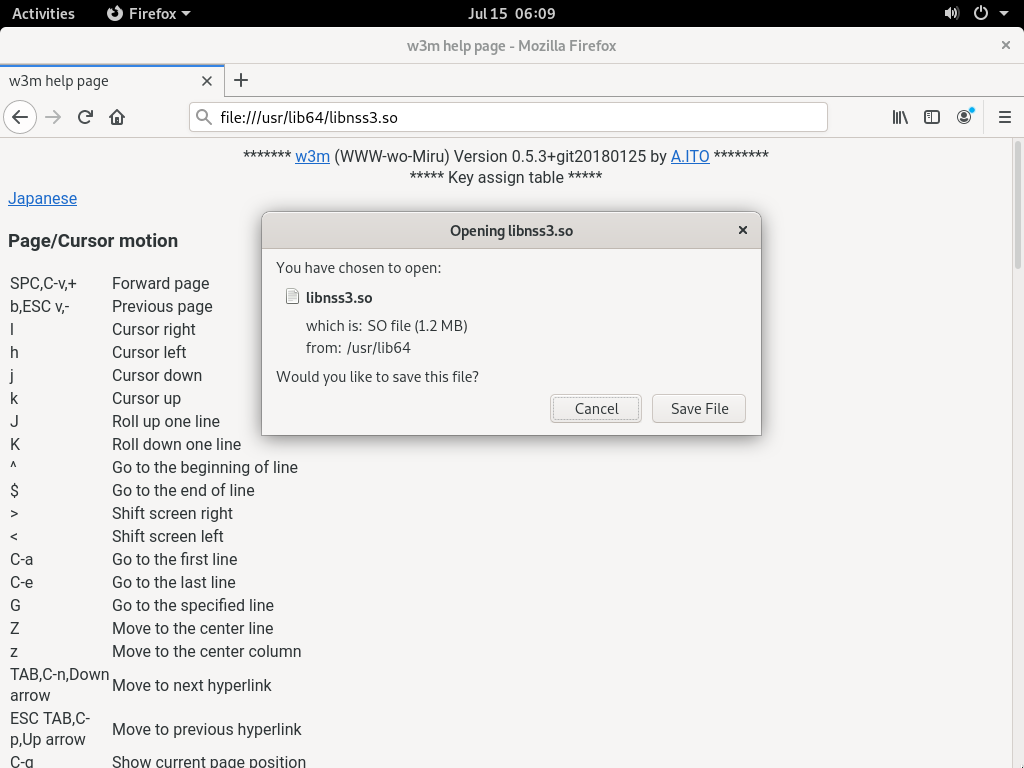 Activities Firefox Jul 15 06:09
w3m help page - Mozilla Firefox
w3m help page
file:///usr/lib64/libnss3.so
******* w3m (WWW-wo-Miru) Version 0.5.3+git20180125 by A.ITO ********
***** Key assign table *****
Japanese
Page/Cursor motion
SPC,C-v,+ Forward page
b,ESC v,- Previous page
l Cursor right
h Cursor left
j Cursor down
k Cursor up
J Roll up one line
K Roll down one line
^ Go to the beginning of line
$ Go to the end of line
> Shift screen right
< Shift screen left
C-a Go to the first line
C-e Go to the last line
G Go to the specified line
Z Move to the center line
z Move to the center column
TAB,C-n,Down arrow Move to next hyperlink
ESC TAB,C-p,Up arrow Move to previous hyperlink
C-g Show current page position
Opening libnss3.so
You have chosen to open:
libnss3.so
which is: SO file (1.2 MB)
from: /usr/lib64
Would you like to save this file?
Cancel Save File